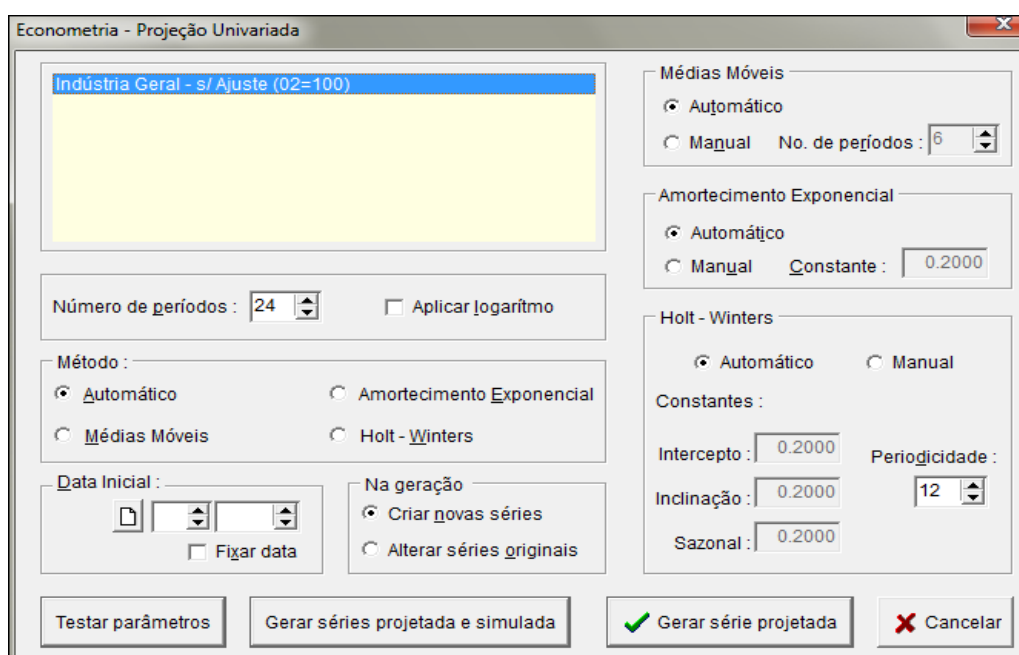 Econometria - Projeção Univariada
Indústria Geral - s/ Ajuste (02=100)
Número de períodos : 24 Aplicar logarítmo
Método :
Automático Amortecimento Exponencial
Médias Móveis Holt - Winters
Data Inicial :
Fixar data
Na geração
Criar novas séries
Alterar séries originais
Médias Móveis
Automático
Manual No. de períodos : 6
Amortecimento Exponencial
Automático
Manual Constante : 0.2000
Holt - Winters
Automático Manual
Constantes :
Intercepto : 0.2000
Inclinação : 0.2000
Sazonal : 0.2000
Periodicidade :
12
Testar parâmetros Gerar séries projetada e simulada Gerar série projetada Cancelar